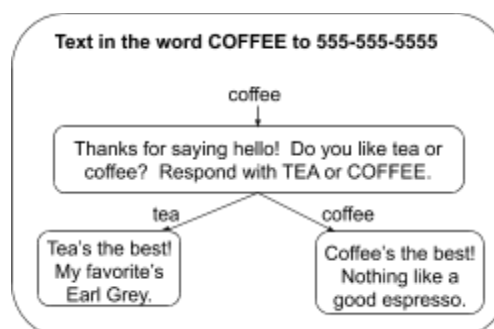 Text in the word COFFEE to 555-555-5555
coffee
Thanks for saying hello! Do you like tea or
coffee? Respond with TEA or COFFEE.
tea
coffee
Tea's the best!
My favorite's
Earl Grey.
Coffee's the best!
Nothing like a
good espresso.